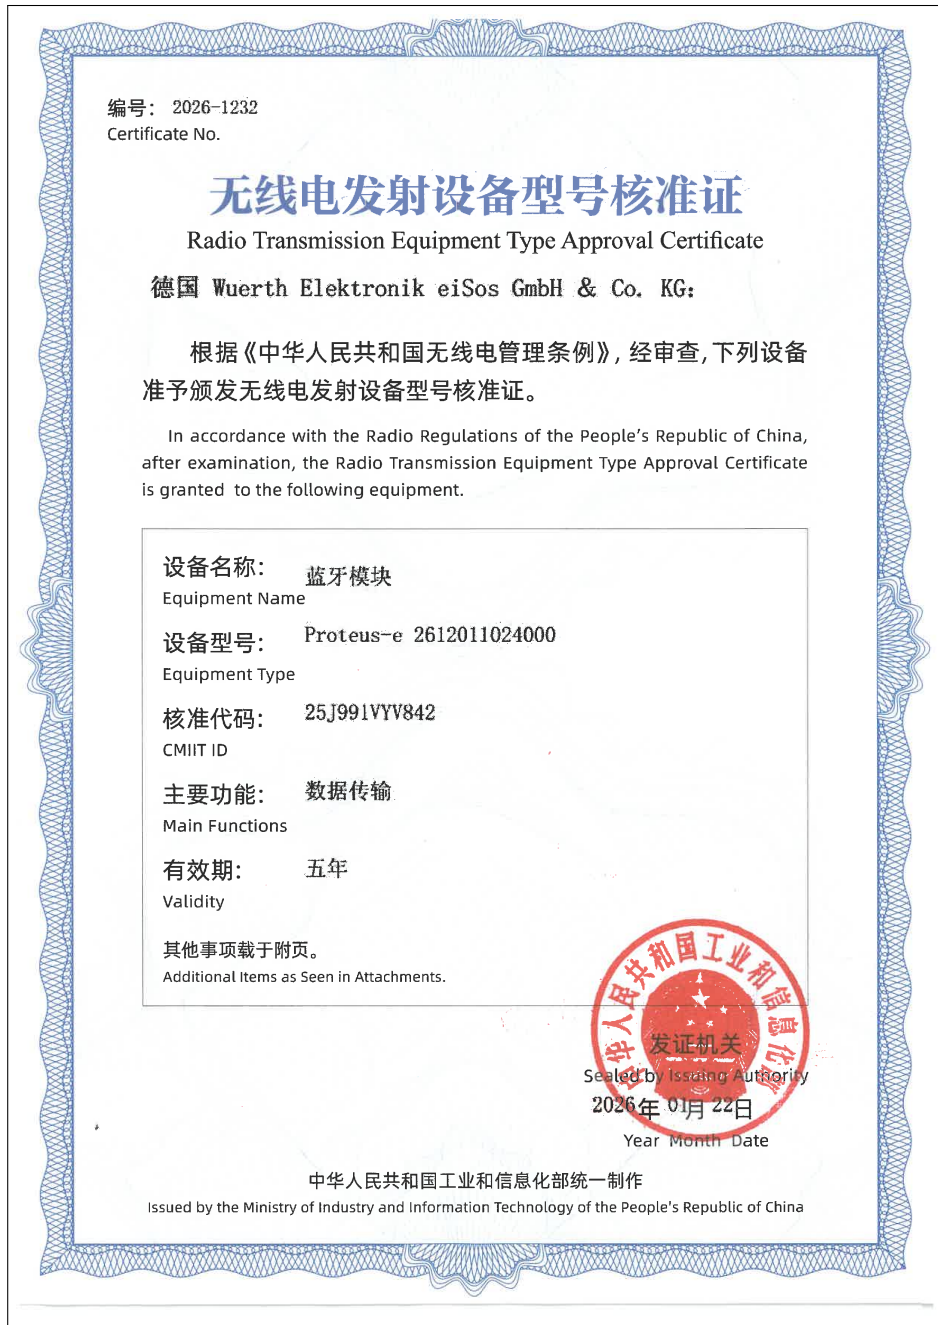 编号： 2026-1232
Certificate No.
无线电发射设备型号核准证
Radio Transmission Equipment Type Approval Certificate
德国 Wuerth Elektronik eiSos GmbH & Co. KG:
根据《中华人民共和国无线电管理条例》，经审查，下列设备
准予颁发无线电发射设备型号核准证。
In accordance with the Radio Regulations of the People's Republic of China,
after examination, the Radio Transmission Equipment Type Approval Certificate
is granted to the following equipment.
设备名称： 蓝牙模块
Equipment Name
设备型号： Proteus-e 2612011024000
Equipment Type
核准代码： 25J991VYV842
CMIIT ID
主要功能： 数据传输
Main Functions
有效期： 五年
Validity
其他事项载于附页。
Additional Items as Seen in Attachments.
中华人民共和国工业和信息化部
发证机关
Sealed by Issuing Authority
2026年 01月 22日
Year Month Date
中华人民共和国工业和信息化部统一制作
Issued by the Ministry of Industry and Information Technology of the People's Republic of China